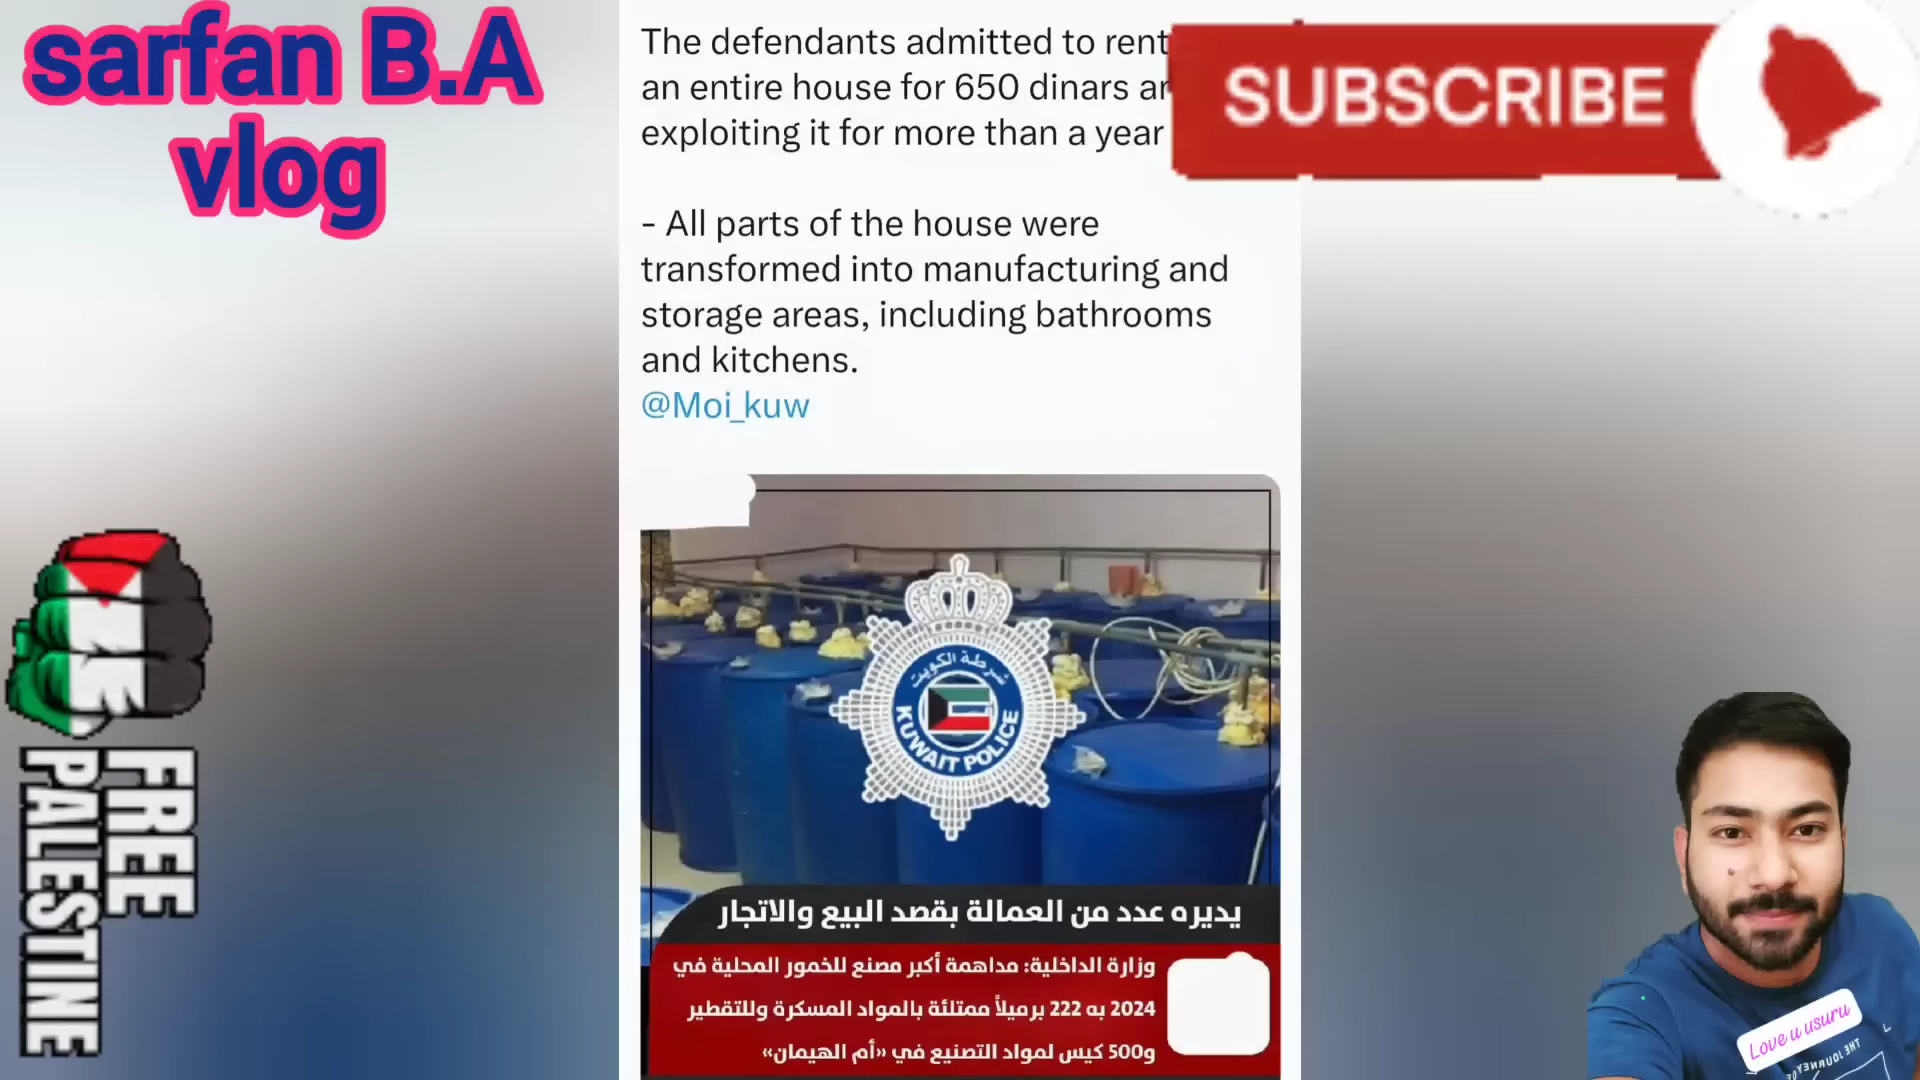 sarfan B.A
vlog
The defendants admitted to rent
an entire house for 650 dinars
exploiting it for more than a year
SUBSCRIBE
- All parts of the house were
transformed into manufacturing and
storage areas, including bathrooms
and kitchens.
@Moi_kuw
شرطة الكويت
KUWAIT POLICE
يديره عدد من العمالة بقصد البيع والاتجار
وزارة الداخلية: مداهمة أكبر مصنع للخمور المحلية في
2024 به 222 برميلاً ممتلئة بالمواد المسكرة وللتقطير
و500 كيس لمواد التصنيع في «أم الهيمان»
FREE
PALESTINE
Love u usuru
THE JOURNEY